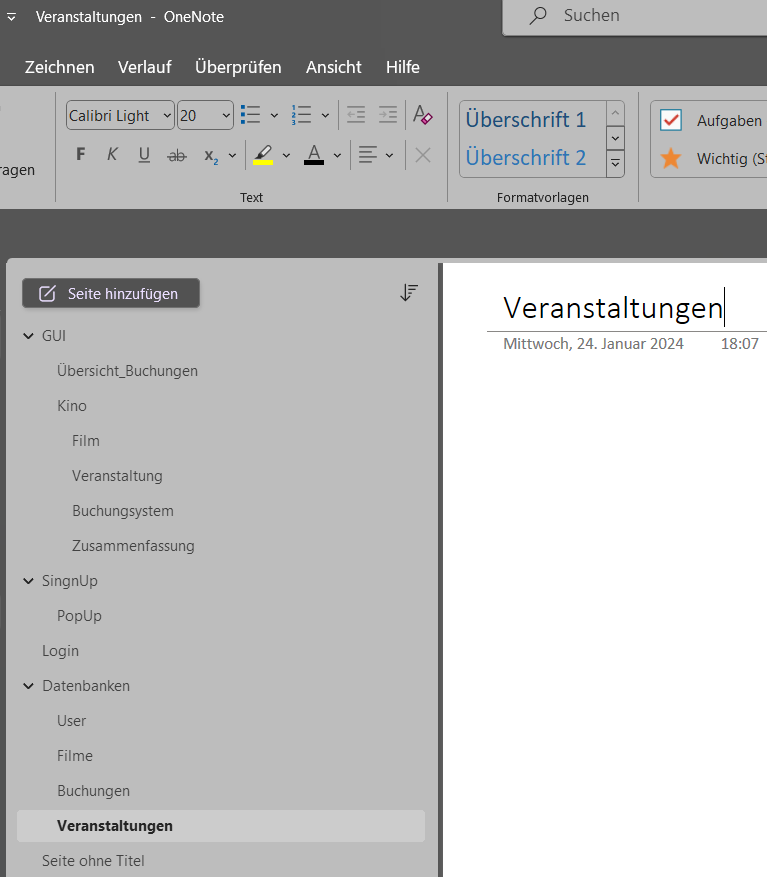 Veranstaltungen - OneNote
Suchen
Zeichnen Verlauf Überprüfen Ansicht Hilfe
Calibri Light 20
Überschrift 1
Aufgaben
F K U ab x₂ A
Überschrift 2
Wichtig (St
ragen
Text
Formatvorlagen
Seite hinzufügen
Veranstaltungen
Mittwoch, 24. Januar 2024 18:07
GUI
Übersicht_Buchungen
Kino
Film
Veranstaltung
Buchungsystem
Zusammenfassung
SingnUp
PopUp
Login
Datenbanken
User
Filme
Buchungen
Veranstaltungen
Seite ohne Titel